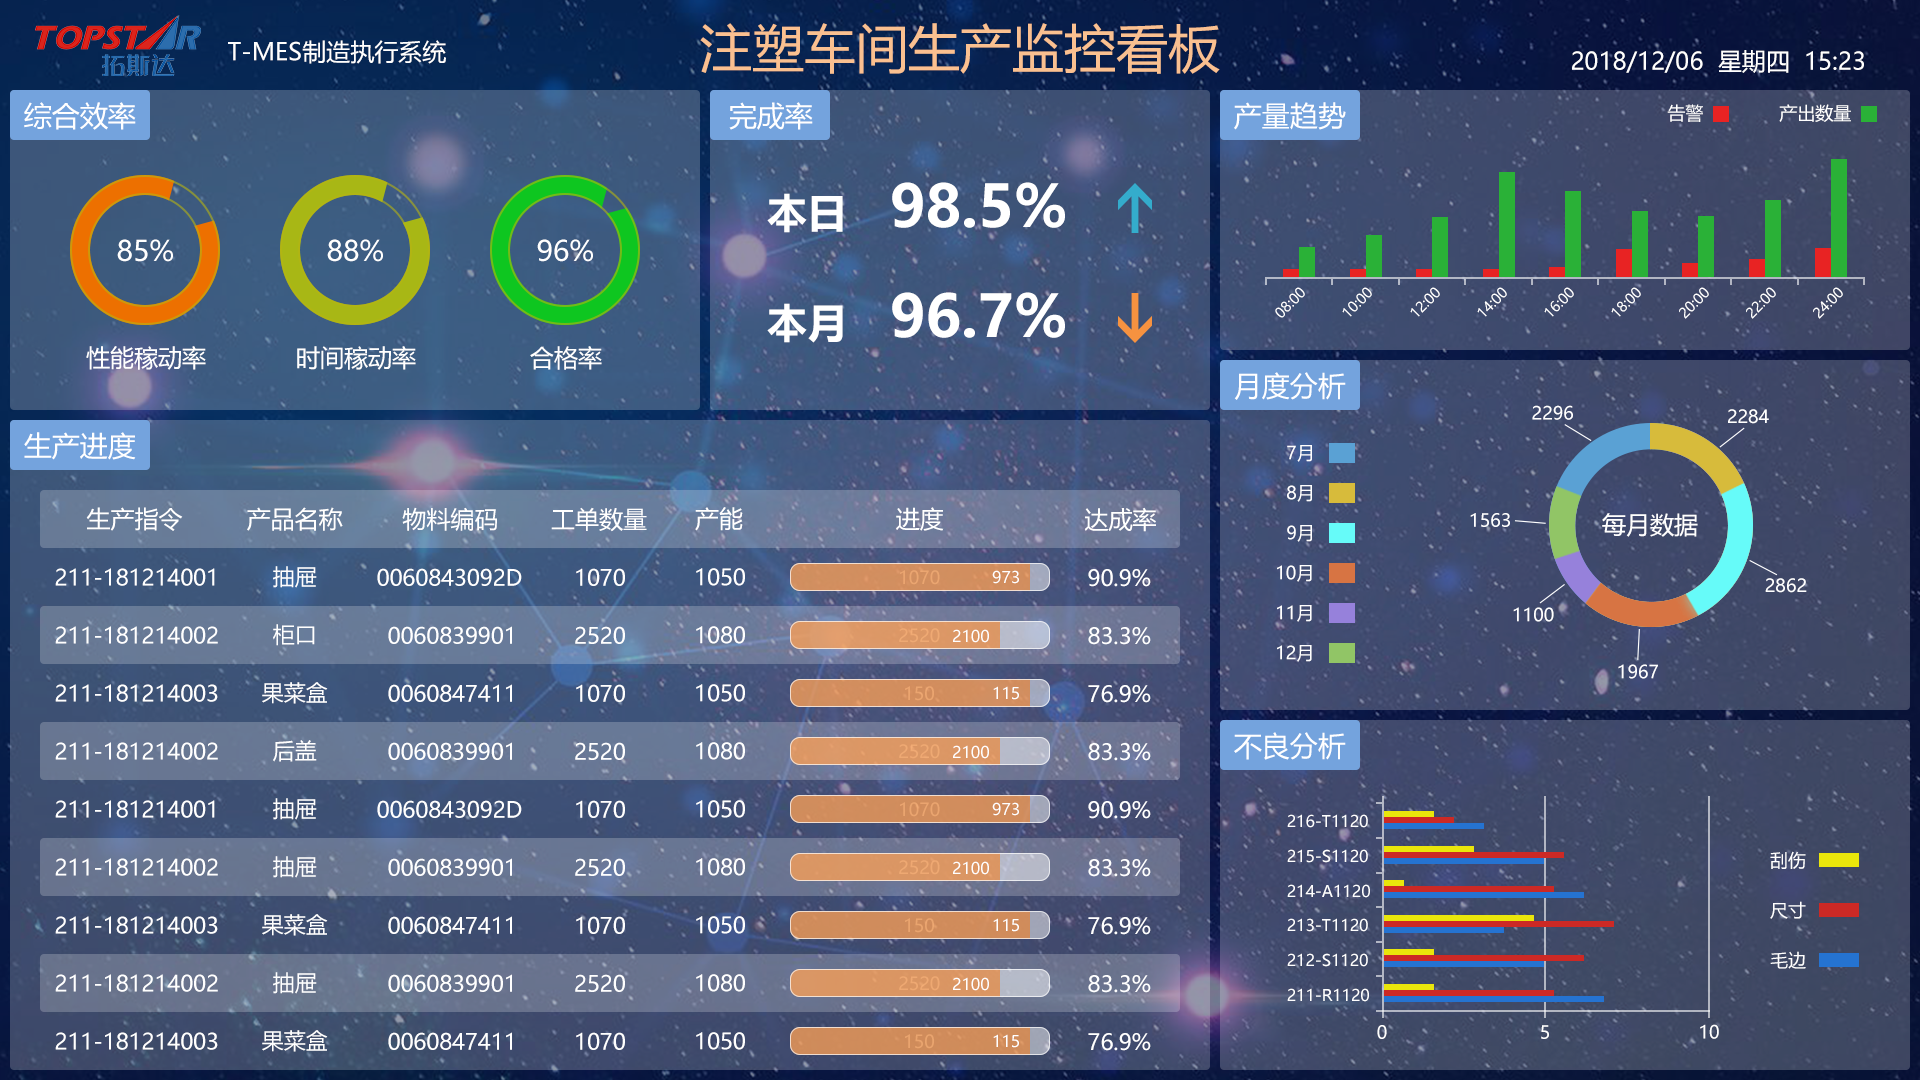 TOPSTAR
拓斯达
T-MES制造执行系统
注塑车间生产监控看板
2018/12/06 星期四 15:23
综合效率
85%
88%
96%
性能稼动率
时间稼动率
合格率
完成率
本日 98.5%
本月 96.7%
产量趋势
告警
产出数量
08:00 10:00 12:00 14:00 16:00 18:00 20:00 22:00 24:00
月度分析
7月
8月
9月
10月
11月
12月
2296
2284
1563
每月数据
2862
1100
1967
生产进度
生产指令 产品名称 物料编码 工单数量 产能 进度 达成率
211-181214001 抽屉 0060843092D 1070 1050 1070 973 90.9%
211-181214002 柜口 0060839901 2520 1080 2520 2100 83.3%
211-181214003 果菜盒 0060847411 1070 1050 150 115 76.9%
211-181214002 后盖 0060839901 2520 1080 2520 2100 83.3%
211-181214001 抽屉 0060843092D 1070 1050 1070 973 90.9%
211-181214002 抽屉 0060839901 2520 1080 2520 2100 83.3%
211-181214003 果菜盒 0060847411 1070 1050 150 115 76.9%
211-181214002 抽屉 0060839901 2520 1080 2520 2100 83.3%
211-181214003 果菜盒 0060847411 1070 1050 150 115 76.9%
不良分析
216-T1120
215-S1120
214-A1120
213-T1120
212-S1120
211-R1120
0 5 10
刮伤
尺寸
毛边